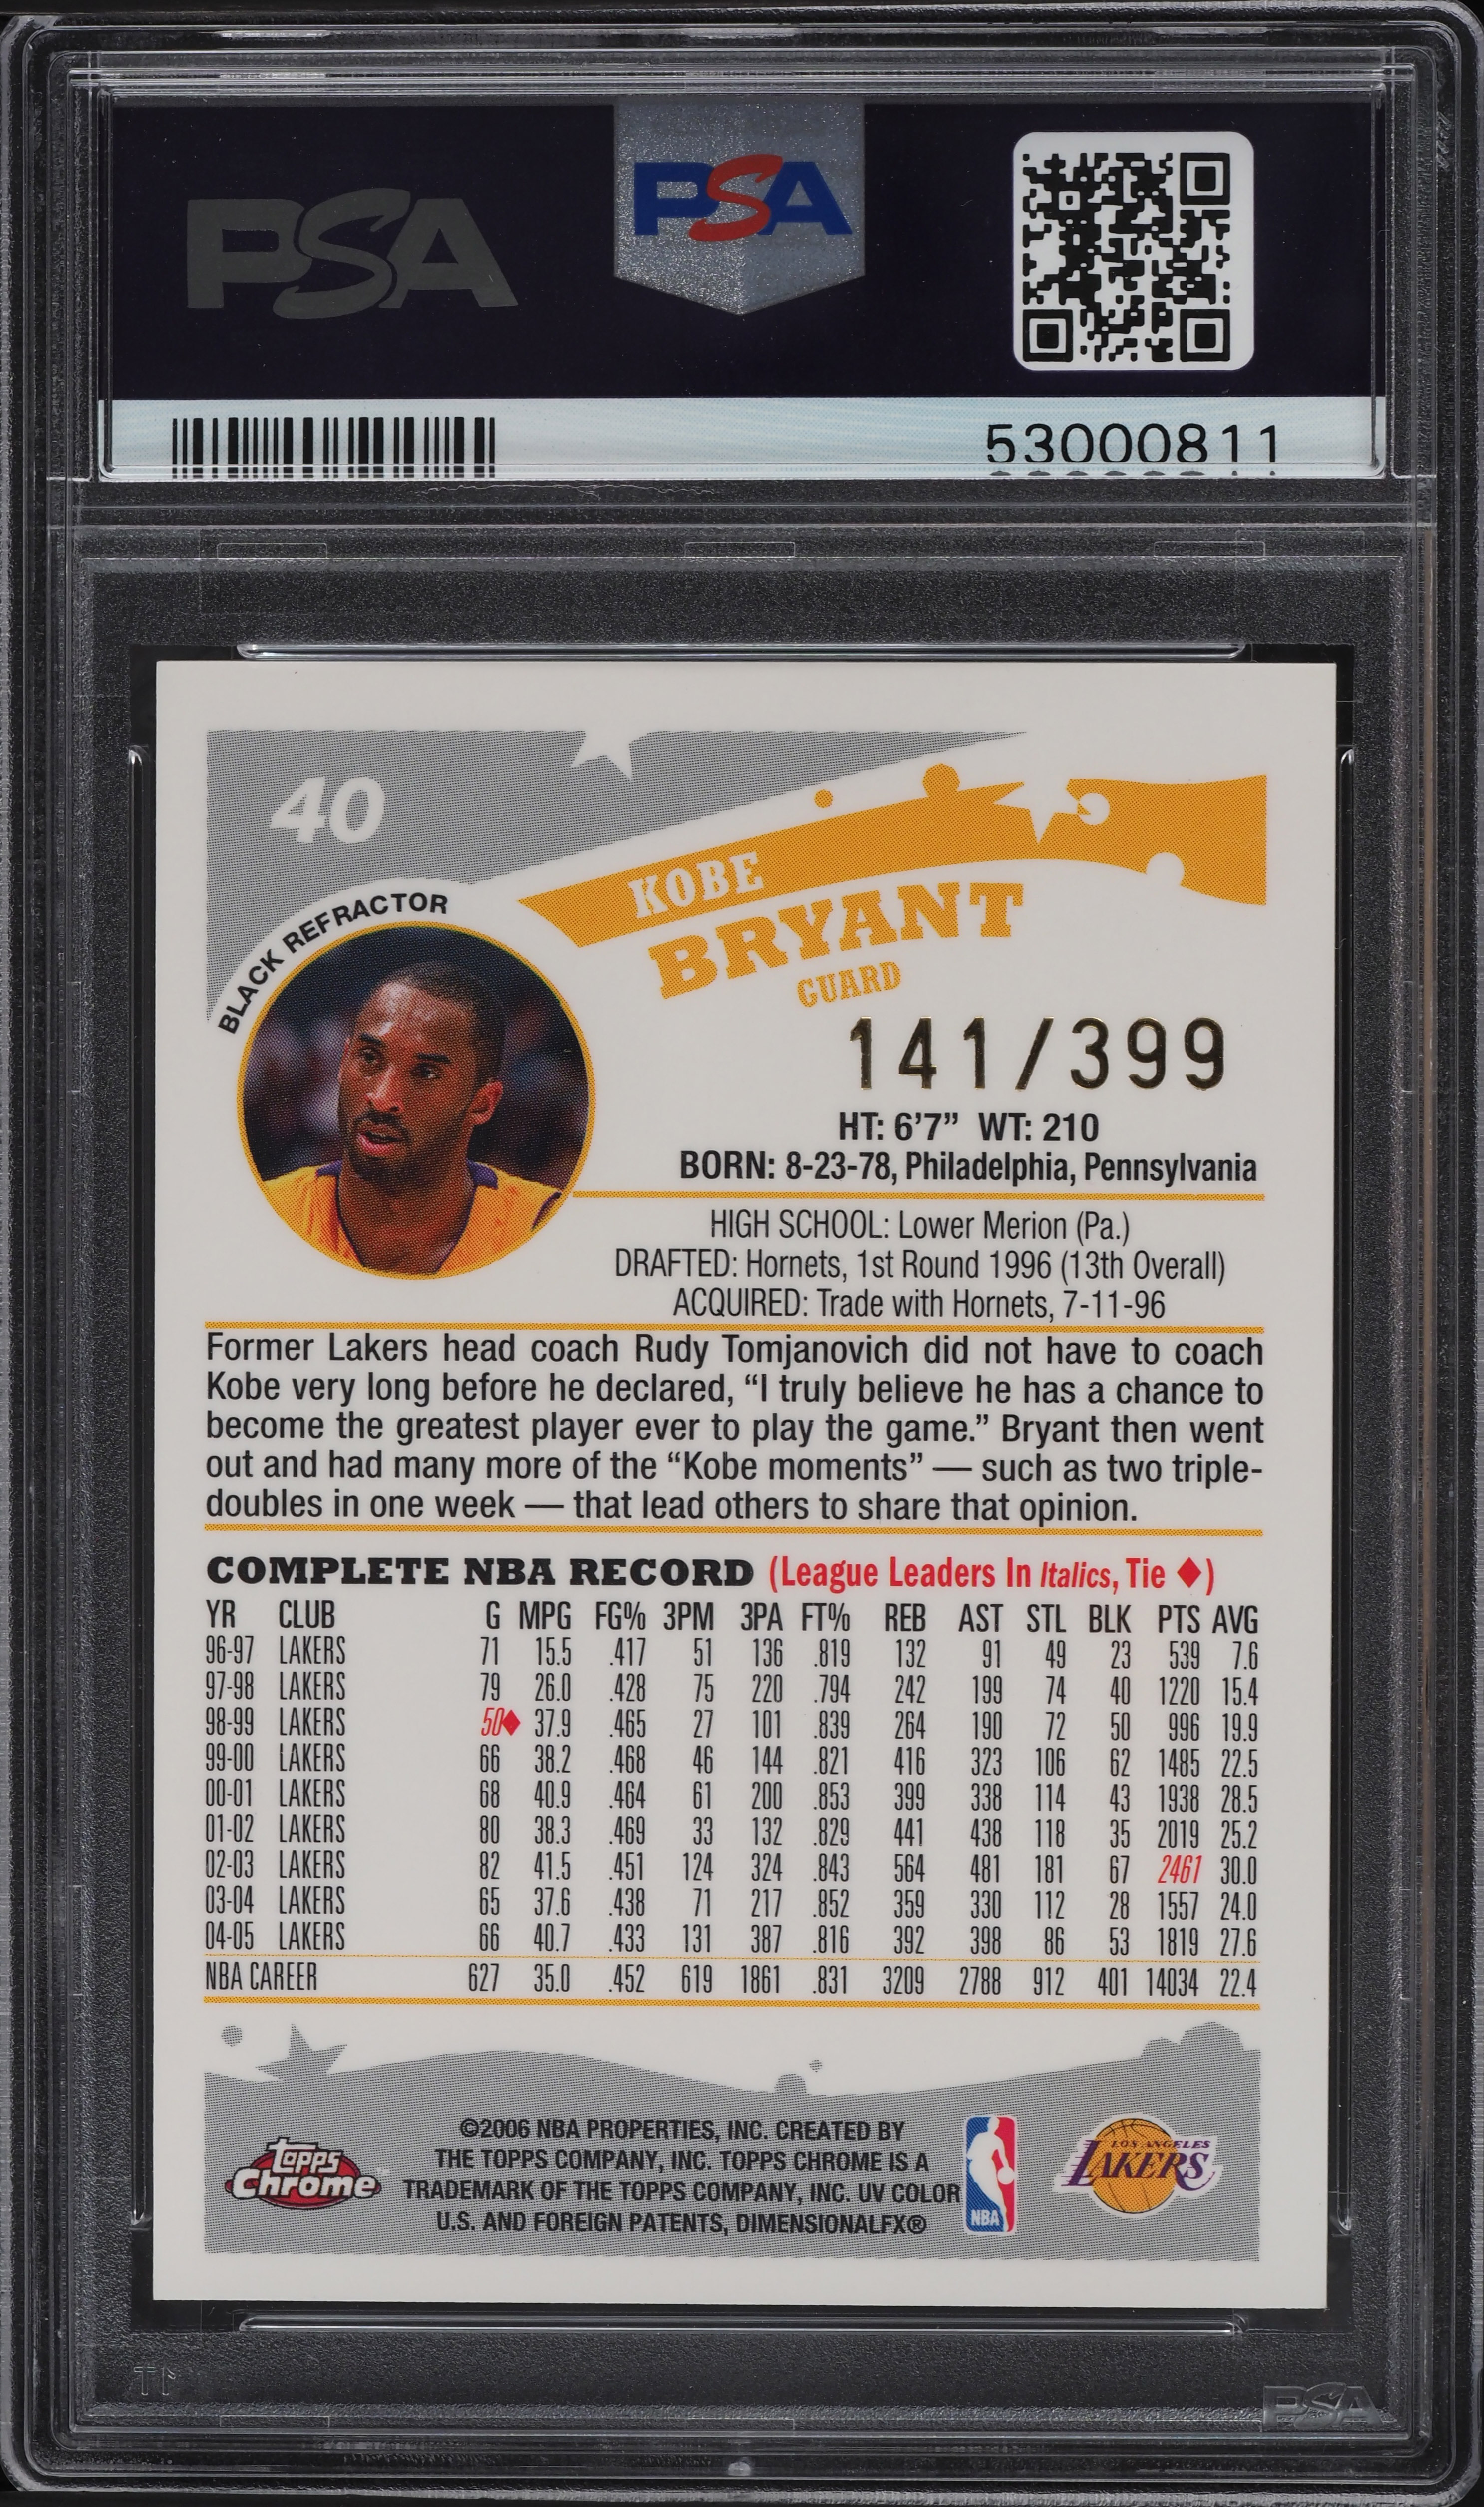 PSA
PSA
53000811
40
KOBE
BRYANT
GUARD
BLACK REFRACTOR
141/399
HT: 6'7” WT: 210
BORN: 8-23-78, Philadelphia, Pennsylvania
HIGH SCHOOL: Lower Merion (Pa.)
DRAFTED: Hornets, 1st Round 1996 (13th Overall)
ACQUIRED: Trade with Hornets, 7-11-96
Former Lakers head coach Rudy Tomjanovich did not have to coach
Kobe very long before he declared, “I truly believe he has a chance to
become the greatest player ever to play the game.” Bryant then went
out and had many more of the “Kobe moments” — such as two triple-
doubles in one week — that lead others to share that opinion.
COMPLETE NBA RECORD (League Leaders In Italics, Tie ♦)
YR CLUB G MPG FG% 3PM 3PA FT% REB AST STL BLK PTS AVG
96-97 LAKERS 71 15.5 .417 51 136 .819 132 91 49 23 539 7.6
97-98 LAKERS 79 26.0 .428 75 220 .794 242 199 74 40 1220 15.4
98-99 LAKERS 50♦ 37.9 .465 27 101 .839 264 190 72 50 996 19.9
99-00 LAKERS 66 38.2 .468 46 144 .821 416 323 106 62 1485 22.5
00-01 LAKERS 68 40.9 .464 61 200 .853 399 338 114 43 1938 28.5
01-02 LAKERS 80 38.3 .469 33 132 .829 441 438 118 35 2019 25.2
02-03 LAKERS 82 41.5 .451 124 324 .843 564 481 181 67 2461 30.0
03-04 LAKERS 65 37.6 .438 71 217 .852 359 330 112 28 1557 24.0
04-05 LAKERS 66 40.7 .433 131 387 .816 392 398 86 53 1819 27.6
NBA CAREER 627 35.0 .452 619 1861 .831 3209 2788 912 401 14034 22.4
©2006 NBA PROPERTIES, INC. CREATED BY
THE TOPPS COMPANY, INC. TOPPS CHROME IS A
TRADEMARK OF THE TOPPS COMPANY, INC. UV COLOR
U.S. AND FOREIGN PATENTS, DIMENSIONALFX®
Topps
Chrome
NBA
LOS ANGELES
LAKERS
PSA